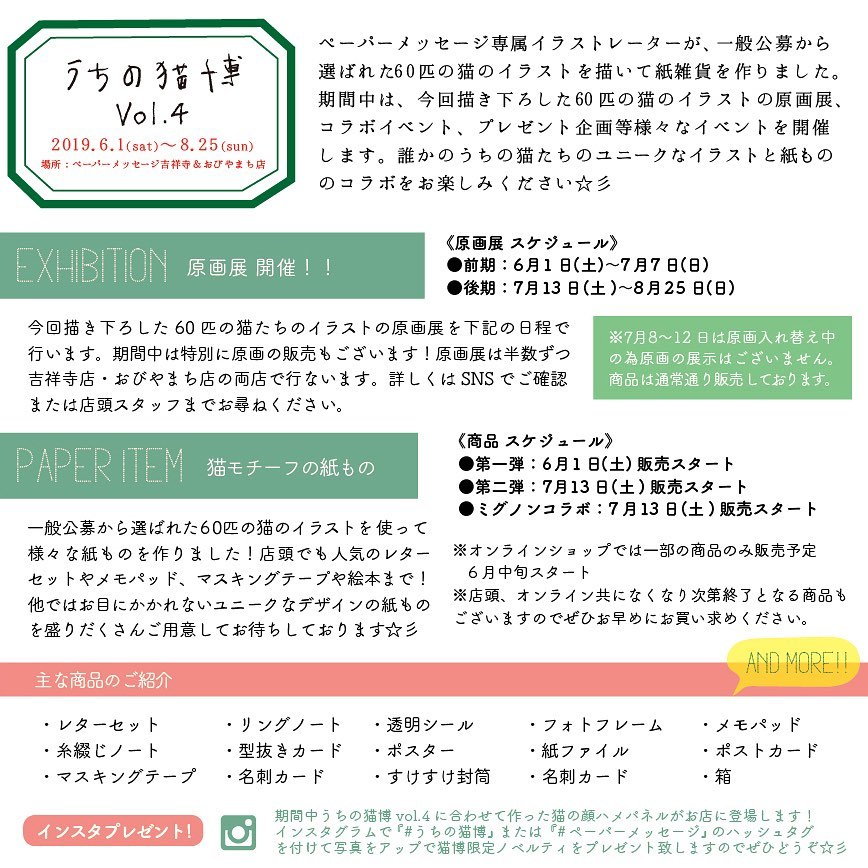 うちの猫博
Vol.4
2019.6.1(sat)〜8.25(sun)
場所：ペーパーメッセージ吉祥寺&おびやまち店
ペーパーメッセージ専属イラストレーターが、一般公募から
選ばれた60匹の猫のイラストを描いて紙雑貨を作りました。
期間中は、今回描き下ろした60匹の猫のイラストの原画展、
コラボイベント、プレゼント企画等様々なイベントを開催
します。誰かのうちの猫たちのユニークなイラストと紙もの
のコラボをお楽しみください☆彡
EXHIBITION 原画展 開催！！
《原画展 スケジュール》
●前期：6月1日(土)〜7月7日(日)
●後期：7月13日(土)〜8月25日(日)
今回描き下ろした60匹の猫たちのイラストの原画展を下記の日程で
行います。期間中は特別に原画の販売もございます！原画展は半数ずつ
吉祥寺店・おびやまち店の両店で行ないます。詳しくはSNSでご確認
または店頭スタッフまでお尋ねください。
※7月8〜12日は原画入れ替え中
の為原画の展示はございません。
商品は通常通り販売しております。
PAPER ITEM 猫モチーフの紙もの
《商品 スケジュール》
●第一弾：6月1日(土)販売スタート
●第二弾：7月13日(土)販売スタート
●ミグノンコラボ：7月13日(土)販売スタート
一般公募から選ばれた60匹の猫のイラストを使って
様々な紙ものを作りました！店頭でも人気のレター
セットやメモパッド、マスキングテープや絵本まで！
他ではお目にかかれないユニークなデザインの紙もの
を盛りだくさんご用意してお待ちしております☆彡
※オンラインショップでは一部の商品のみ販売予定
6月中旬スタート
※店頭、オンライン共になくなり次第終了となる商品も
ございますのでぜひお早めにお買い求めください。
AND MORE!!
主な商品のご紹介
・レターセット ・リングノート ・透明シール ・フォトフレーム ・メモパッド
・糸綴じノート ・型抜きカード ・ポスター ・紙ファイル ・ポストカード
・マスキングテープ ・名刺カード ・すけすけ封筒 ・名刺カード ・箱
インスタプレゼント！
期間中うちの猫博vol.4に合わせて作った猫の顔ハメパネルがお店に登場します！
インスタグラムで『#うちの猫博』または『#ペーパーメッセージ』のハッシュタグ
を付けて写真をアップで猫博限定ノベルティをプレゼント致しますのでぜひどうぞ☆彡